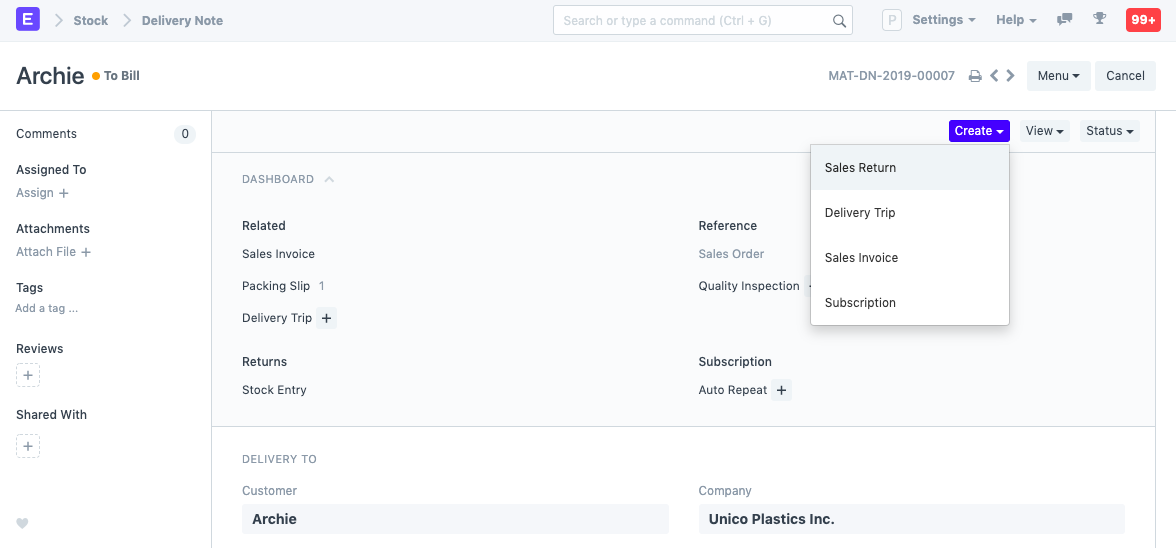 E Stock Delivery Note Search or type a command (Ctrl + G) P Settings Help 99+
Archie To Bill MAT-DN-2019-00007 Menu Cancel
Comments 0
Assigned To
Assign +
Attachments
Attach File +
Tags
Add a tag ...
Reviews
+
Shared With
+
Create View Status
Sales Return
Delivery Trip
Sales Invoice
Subscription
DASHBOARD
Related
Sales Invoice
Packing Slip 1
Delivery Trip +
Reference
Sales Order
Quality Inspection
Returns
Stock Entry
Subscription
Auto Repeat +
DELIVERY TO
Customer
Archie
Company
Unico Plastics Inc.